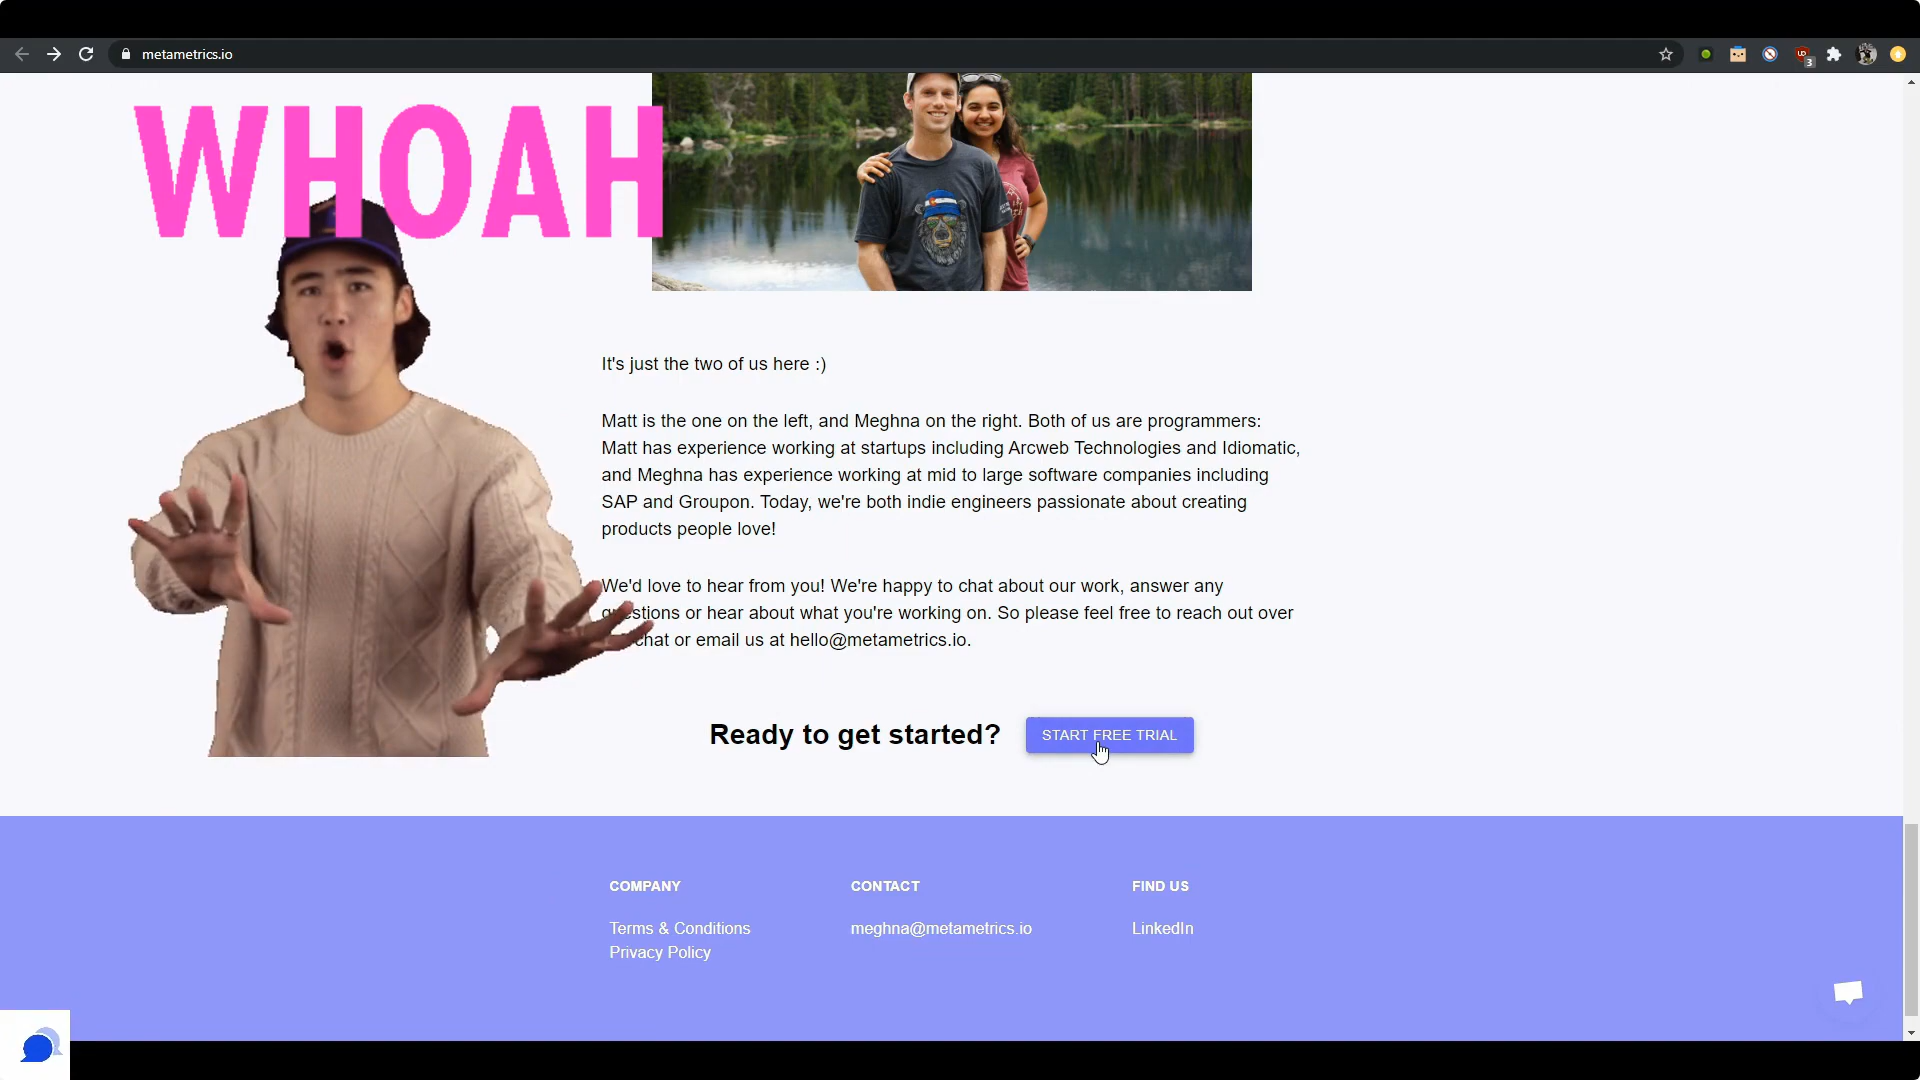 metametrics.io
3
WHOAH
It's just the two of us here :)
Matt is the one on the left, and Meghna on the right. Both of us are programmers:
Matt has experience working at startups including Arcweb Technologies and Idiomatic,
and Meghna has experience working at mid to large software companies including
SAP and Groupon. Today, we're both indie engineers passionate about creating
products people love!
We'd love to hear from you! We're happy to chat about our work, answer any
or hear about what you're working on. So please feel free to reach out over
chat or email us at hello@metametrics.io.
Ready to get started? START FREE TRIAL
COMPANY
Terms & Conditions
Privacy Policy
CONTACT
meghna@metametrics.io
FIND US
LinkedIn